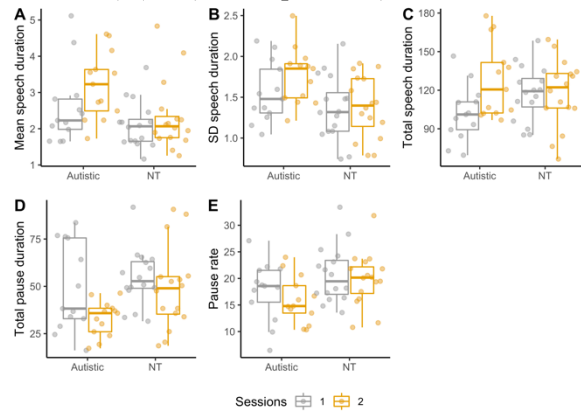 A
B
C
Mean speech duration
5
4
3
2
1
Autistic
NT
SD speech duration
2.5
2.0
1.5
1.0
Autistic
NT
Total speech duration
180
150
120
90
Autistic
NT
D
E
Total pause duration
75
50
25
Autistic
NT
Pause rate
30
25
20
15
10
Autistic
NT
Sessions 1 2